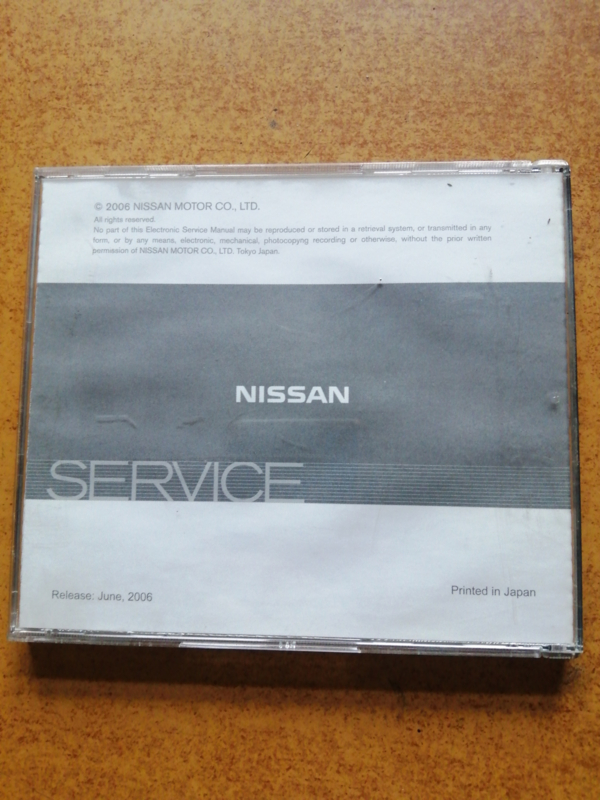 © 2006 NISSAN MOTOR CO., LTD.
All rights reserved.
No part of this Electronic Service Manual may be reproduced or stored in a retrieval system, or transmitted in any
form, or by any means, electronic, mechanical, photocopyng recording or otherwise, without the prior written
permission of NISSAN MOTOR CO., LTD. Tokyo Japan.
NISSAN
SERVICE
Release: June, 2006
Printed in Japan